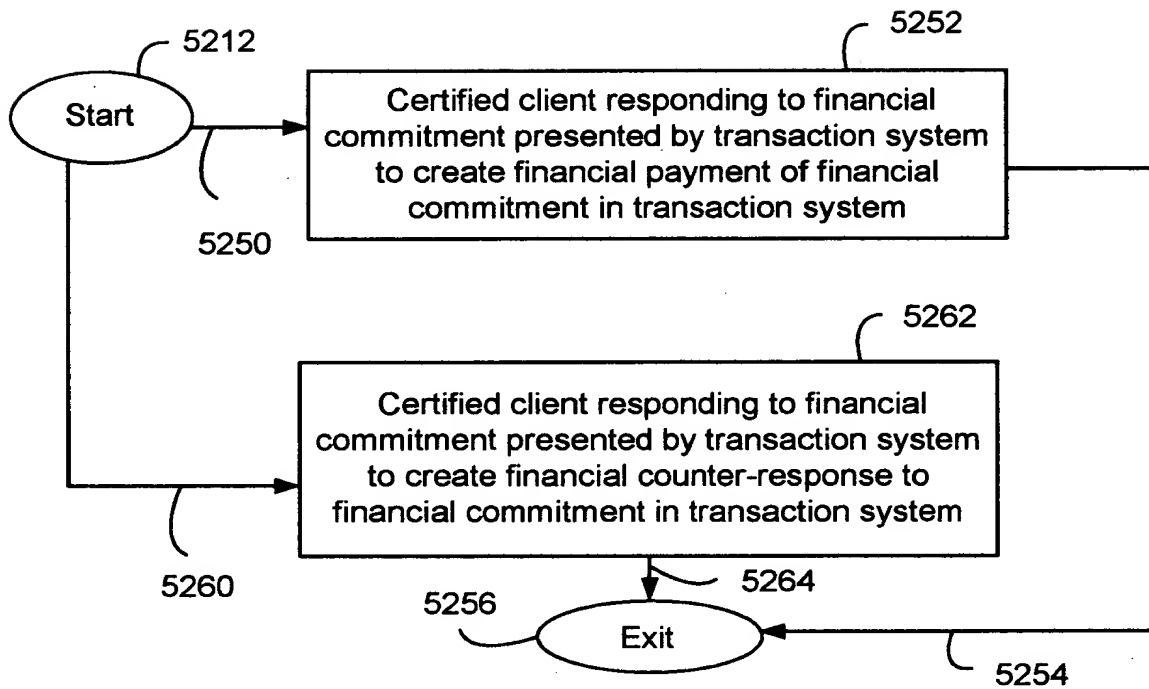 5212
5252
Start
Certified client responding to financial
commitment presented by transaction system
to create financial payment of financial
commitment in transaction system
5250
5262
Certified client responding to financial
commitment presented by transaction system
to create financial counter-response to
financial commitment in transaction system
5260
5264
5256
Exit
5254